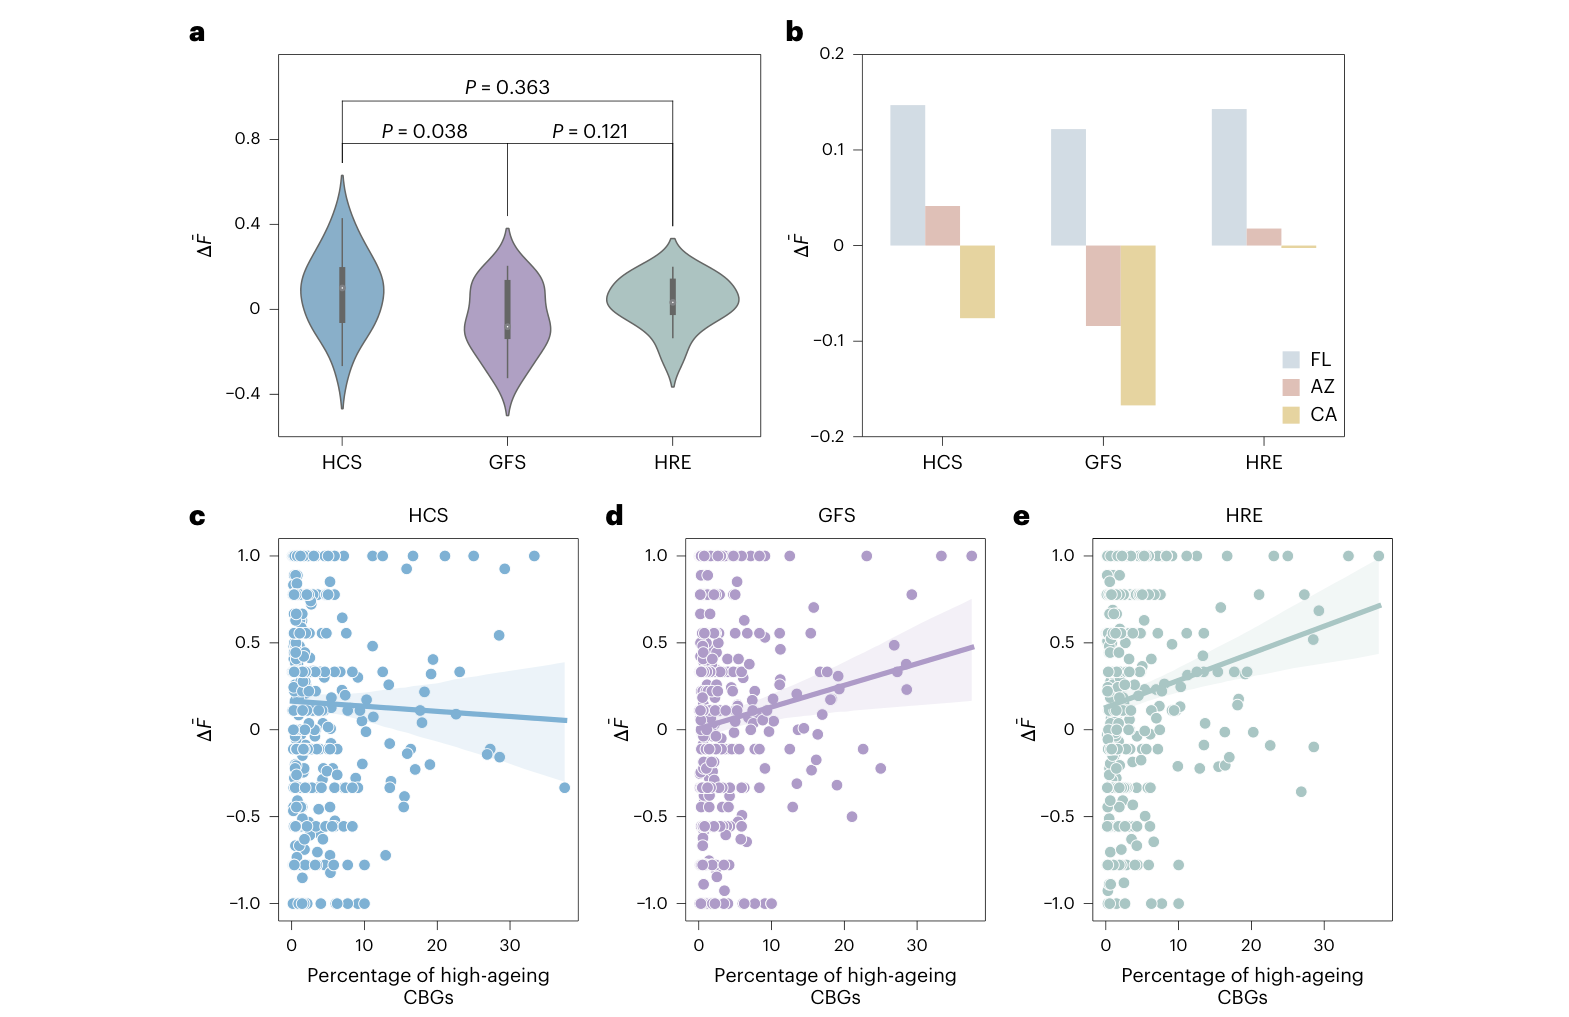 a
P = 0.363
P = 0.038
P = 0.121
0.8
0.4
0
−0.4
ΔF̄
HCS
GFS
HRE
b
0.2
0.1
0
−0.1
−0.2
ΔF̄
FL
AZ
CA
HCS
GFS
HRE
c
HCS
1.0
0.5
0
−0.5
−1.0
ΔF̄
0
10
20
30
Percentage of high-ageing
CBGs
d
GFS
1.0
0.5
0
−0.5
−1.0
ΔF̄
0
10
20
30
Percentage of high-ageing
CBGs
e
HRE
1.0
0.5
0
−0.5
−1.0
ΔF̄
0
10
20
30
Percentage of high-ageing
CBGs